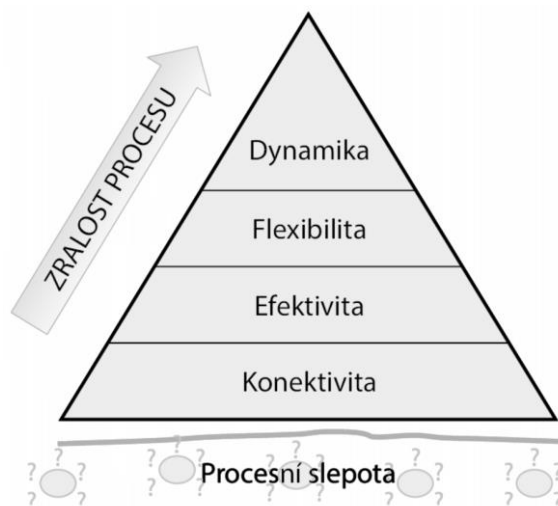 ZRALOST PROCESU
Dynamika
Flexibilita
Efektivita
Konektivita
? ? ? ? ?
? ? ? ? ? ? ? ? ? ?
Procesní slepota
? ? ? ? ? ? ? ? ? ?